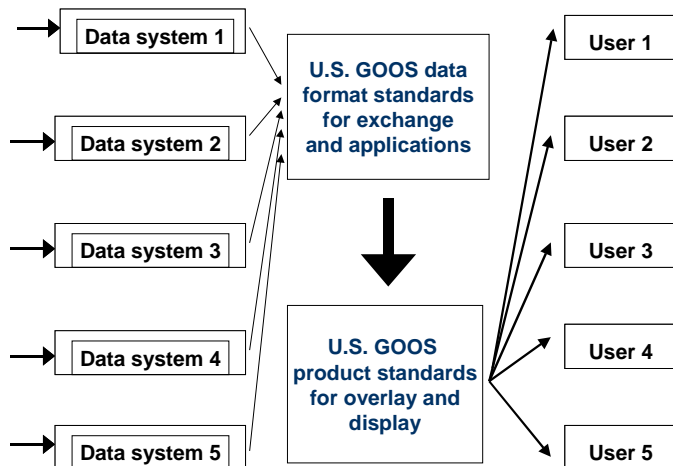 Data system 1
Data system 2
Data system 3
Data system 4
Data system 5
U.S. GOOS data
format standards
for exchange
and applications
U.S. GOOS
product standards
for overlay and
display
User 1
User 2
User 3
User 4
User 5